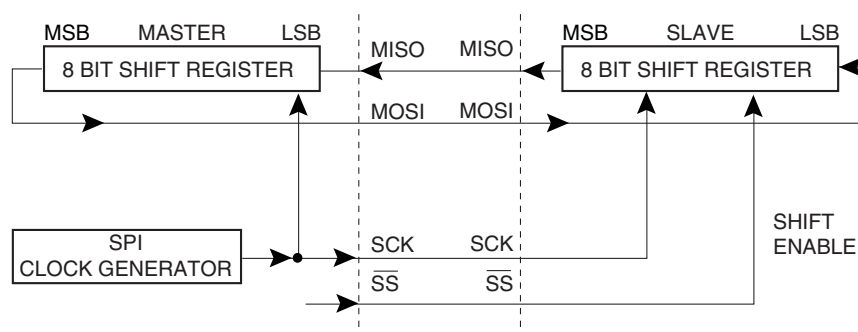 MSB MASTER LSB
8 BIT SHIFT REGISTER
MISO MISO
MSB SLAVE LSB
8 BIT SHIFT REGISTER
MOSI MOSI
SPI
CLOCK GENERATOR
SCK SCK
SS SS
SHIFT
ENABLE